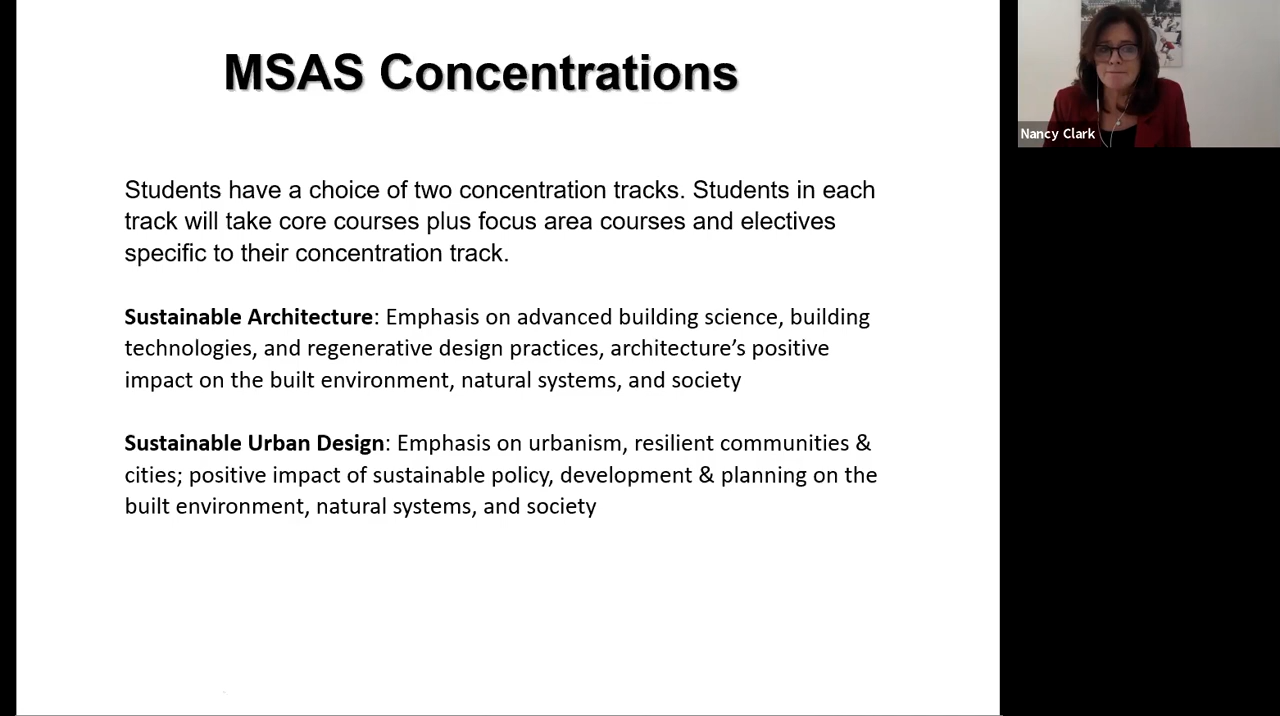 MSAS Concentrations
Students have a choice of two concentration tracks. Students in each
track will take core courses plus focus area courses and electives
specific to their concentration track.
Sustainable Architecture: Emphasis on advanced building science, building
technologies, and regenerative design practices, architecture’s positive
impact on the built environment, natural systems, and society
Sustainable Urban Design: Emphasis on urbanism, resilient communities &
cities; positive impact of sustainable policy, development & planning on the
built environment, natural systems, and society
Nancy Clark